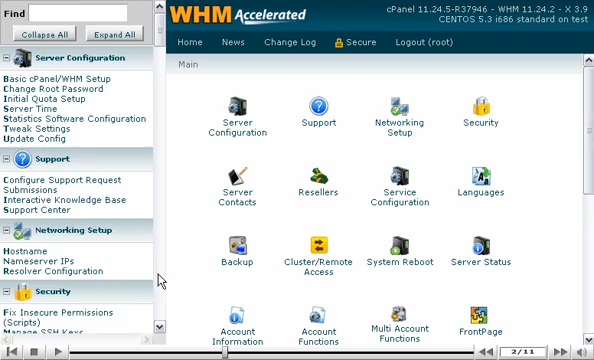 Find
Collapse All
Expand All
Server Configuration
Basic cPanel/WHM Setup
Change Root Password
Initial Quota Setup
Server Time
Statistics Software Configuration
Tweak Settings
Update Config
Support
Configure Support Request
Submissions
Interactive Knowledge Base
Support Center
Networking Setup
Hostname
Nameserver IPs
Resolver Configuration
Security
Fix Insecure Permissions
(Scripts)
Manage SSH Keys
WHM Accelerated
cPanel 11.24.5-R37946 - WHM 11.24.2 - X 3.9
CENTOS 5.3 i686 standard on test
Home
News
Change Log
Secure
Logout (root)
Main
Server
Configuration
Support
Networking
Setup
Security
Server
Contacts
Resellers
Service
Configuration
Languages
Backup
Cluster/Remote
Access
System Reboot
Server Status
Account
Information
Account
Functions
Multi Account
Functions
FrontPage
2/11